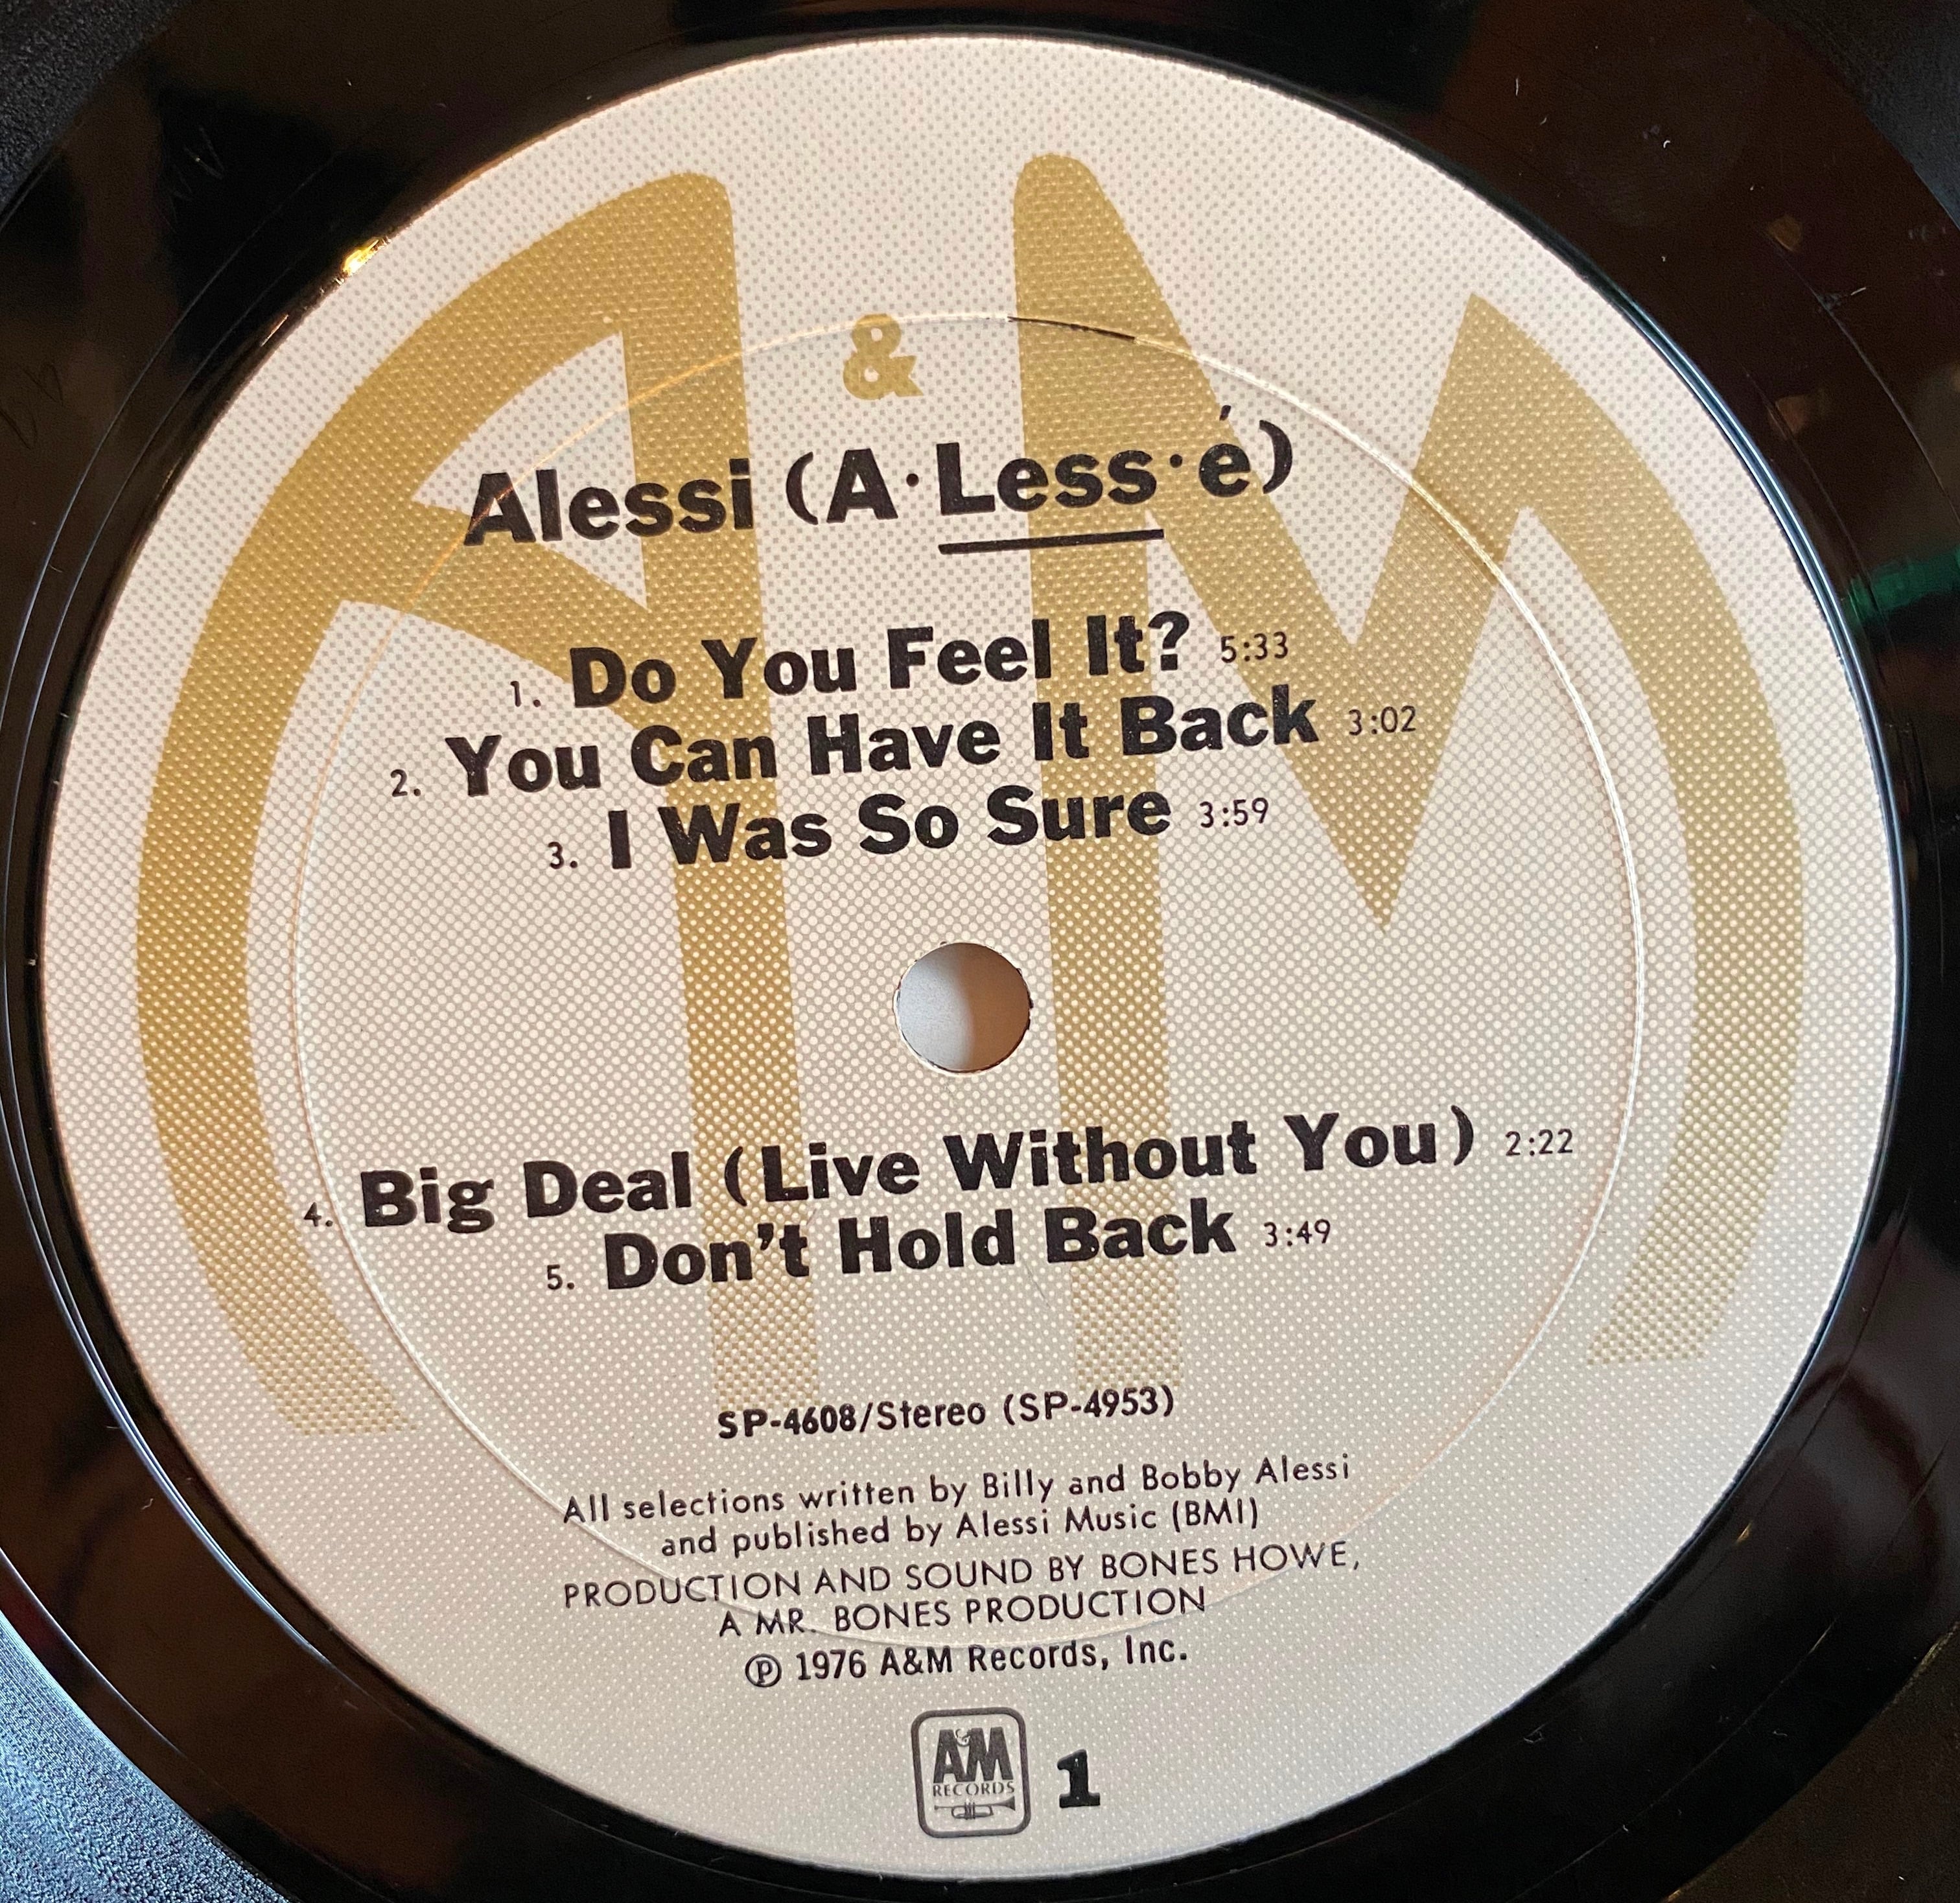 A & M
Alessi (A·Less·é)
1. Do You Feel It? 5:33
2. You Can Have It Back 3:02
3. I Was So Sure 3:59
4. Big Deal (Live Without You) 2:22
5. Don't Hold Back 3:49
SP-4608/Stereo (SP-4953)
All selections written by Billy and Bobby Alessi
and published by Alessi Music (BMI)
PRODUCTION AND SOUND BY BONES HOWE,
A MR. BONES PRODUCTION
℗ 1976 A&M Records, Inc.
A&M
RECORDS
1